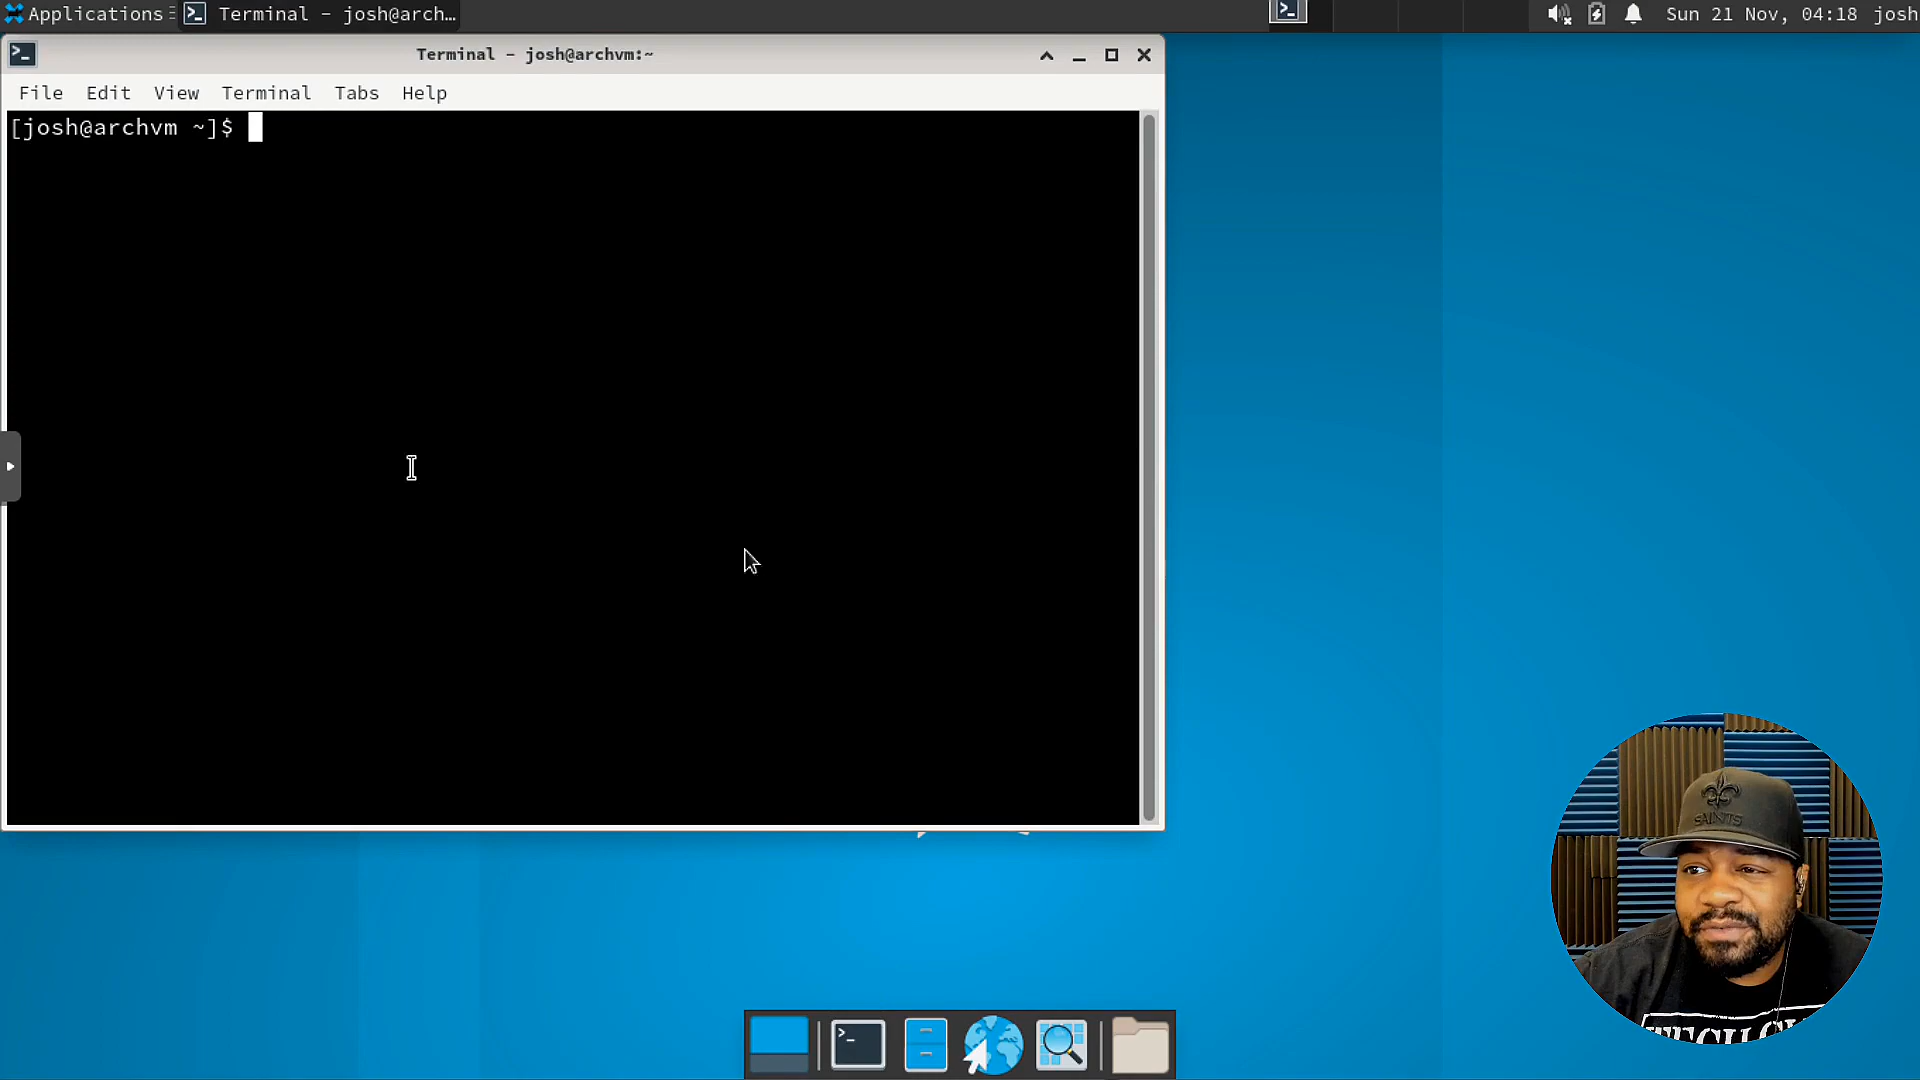 Applications
Terminal - josh@arch...
Sun 21 Nov, 04:18
josh
Terminal - josh@archvm:~
File Edit View Terminal Tabs Help
[josh@archvm ~]$
SAINTS